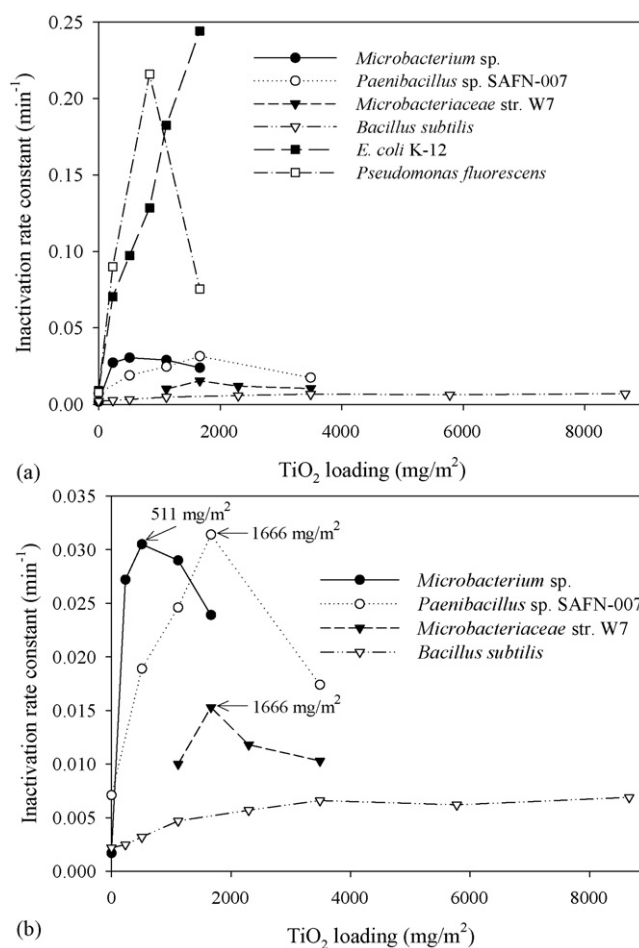 0.25
0.20
0.15
0.10
0.05
0.00
Inactivation rate constant (min-1)
Microbacterium sp.
Paenibacillus sp. SAFN-007
Microbacteriaceae str. W7
Bacillus subtilis
E. coli K-12
Pseudomonas fluorescens
0 2000 4000 6000 8000
TiO2 loading (mg/m2)
(a)
0.035
0.030
0.025
0.020
0.015
0.010
0.005
0.000
Inactivation rate constant (min-1)
511 mg/m2
1666 mg/m2
Microbacterium sp.
Paenibacillus sp. SAFN-007
Microbacteriaceae str. W7
Bacillus subtilis
1666 mg/m2
0 2000 4000 6000 8000
TiO2 loading (mg/m2)
(b)